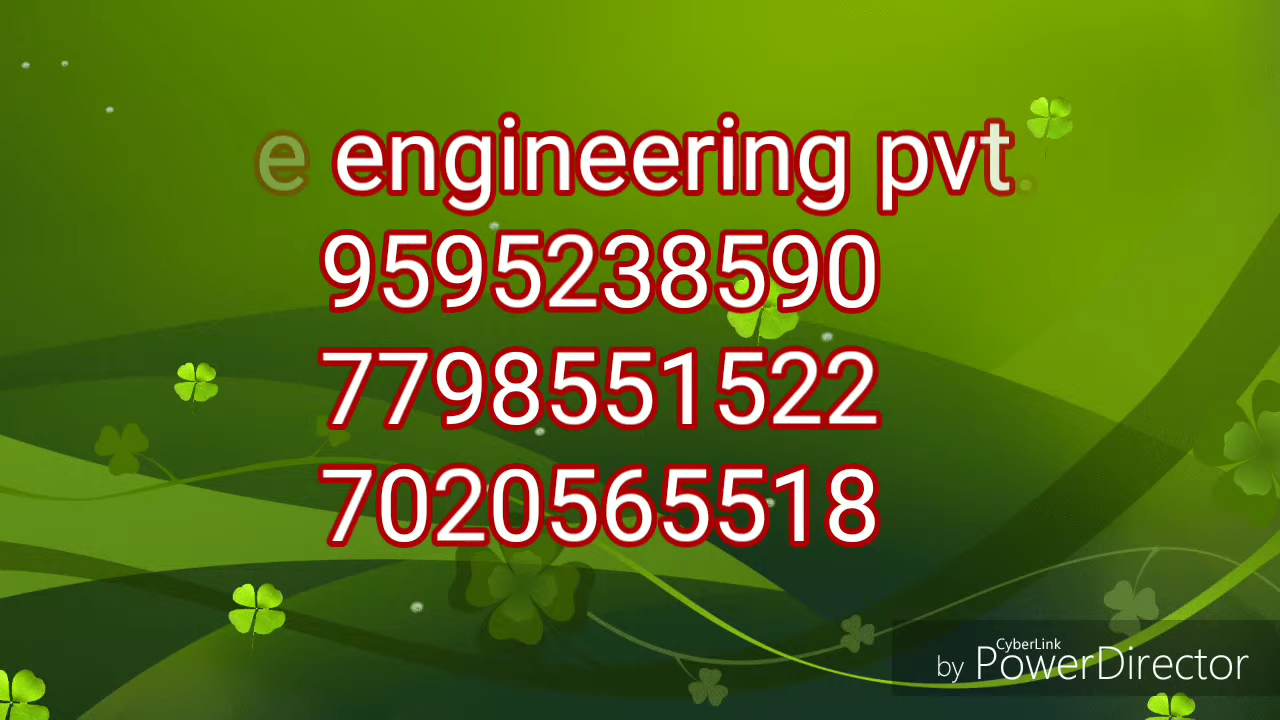 e engineering pvt.
9595238590
7798551522
7020565518
CyberLink
by PowerDirector